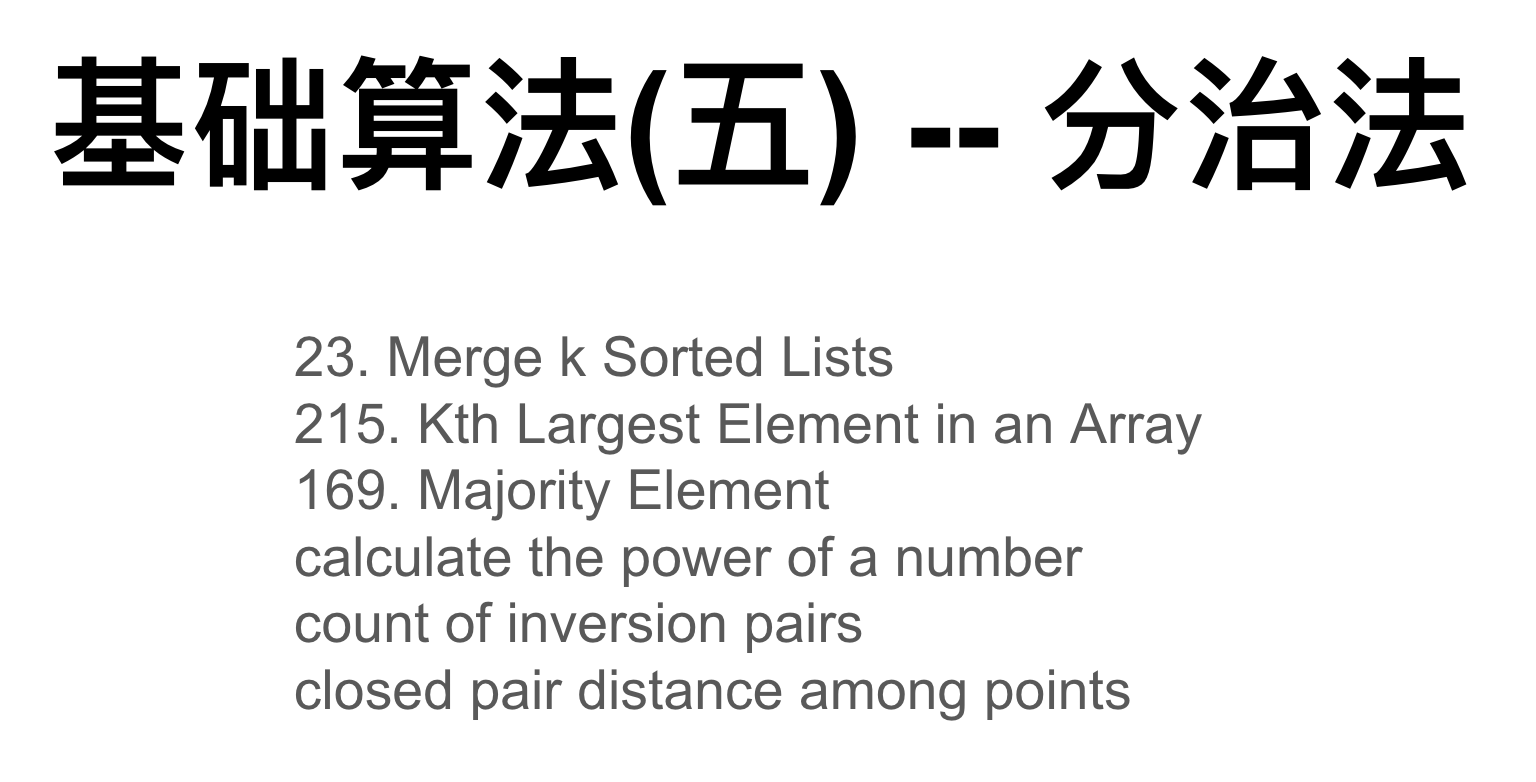 基础算法(五) -- 分治法
23. Merge k Sorted Lists
215. Kth Largest Element in an Array
169. Majority Element
calculate the power of a number
count of inversion pairs
closed pair distance among points